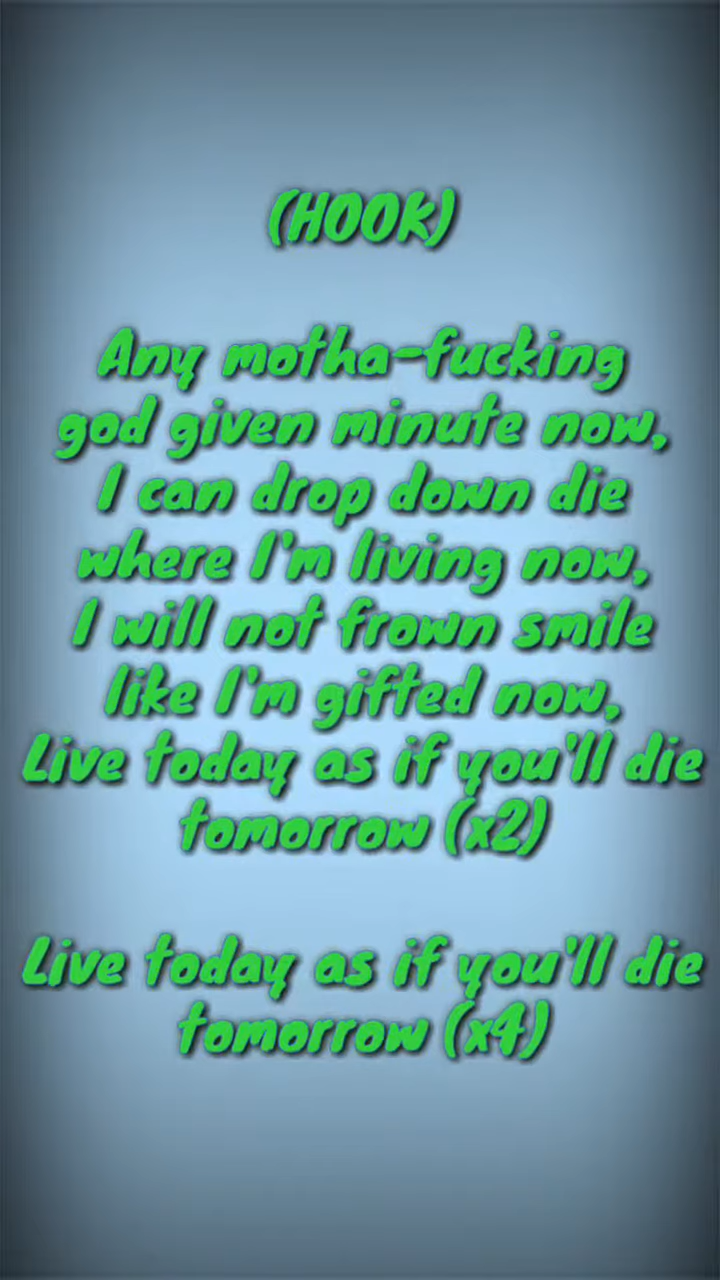 (HOOK)
Any motha-fucking
god given minute now,
I can drop down die
where I'm living now,
I will not frown smile
like I'm gifted now,
Live today as if you'll die
tomorrow (x2)
Live today as if you'll die
tomorrow (x4)